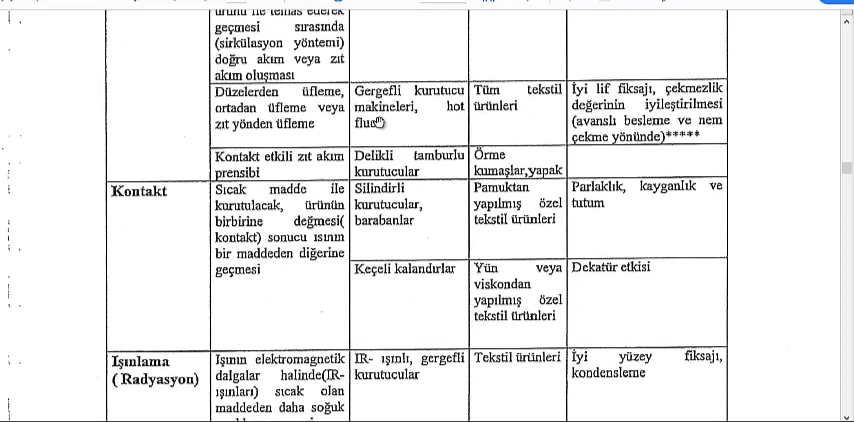 ürünü ile temas ederek
geçmesi sırasında
(sirkülasyon yöntemi)
doğru akım veya zıt
akım oluşması
Düzelerden üfleme,
ortadan üfleme veya
zıt yönden üfleme
Gergefli kurutucu
makineleri, hot
Tüm tekstil
ürünleri
İyi lif fiksajı, çekmezlik
değerinin iyileştirilmesi
(avanslı besleme ve nem
çekme yönünde)*****
Kontakt etkili zıt akım
prensibi
Delikli tamburlu
kurutucular
Örme
kumaşlar,yapak
Kontakt
Sıcak madde ile
kurutulacak, ürünün
birbirine değmesi(
kontakt) sonucu ısının
bir maddeden diğerine
geçmesi
Silindirli
kurutucular,
barabanlar
Pamuktan
yapılmış özel
tekstil ürünleri
Parlaklık, kayganlık ve
tutum
Keçeli kalandırlar
Yün veya
viskondan
yapılmış özel
tekstil ürünleri
Dekatür etkisi
Işınlama
( Radyasyon)
Işının elektromagnetik
dalgalar halinde(IR-
ışınları) sıcak olan
maddeden daha soğuk
IR- ışınlı, gergefli
kurutucular
Tekstil ürünleri
İyi yüzey fiksajı,
kondensleme